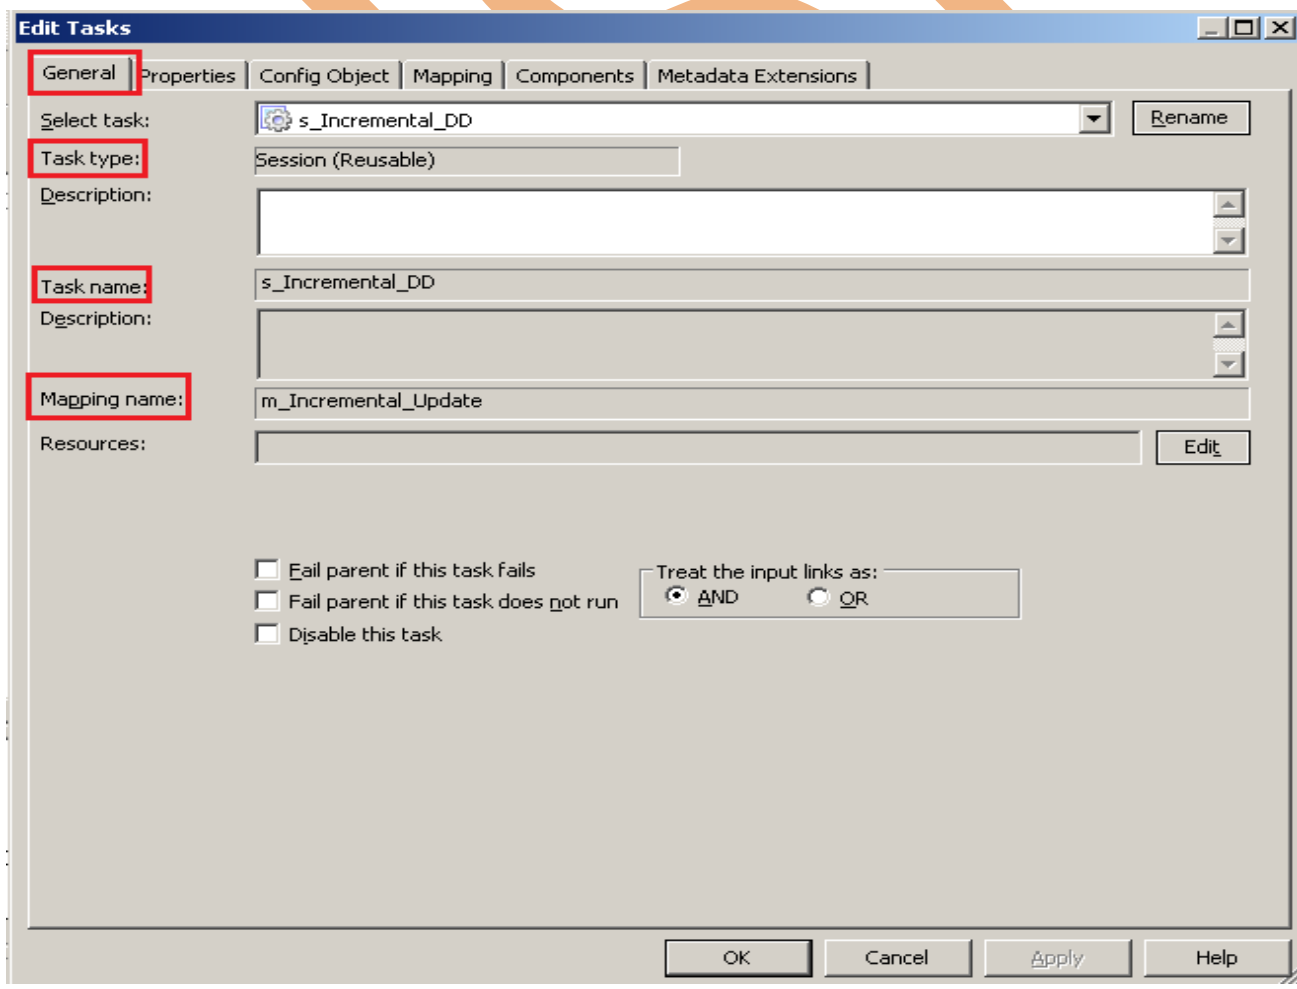 Edit Tasks
General Properties Config Object Mapping Components Metadata Extensions
Select task: s_Incremental_DD Rename
Task type: Session (Reusable)
Description:
Task name: s_Incremental_DD
Description:
Mapping name: m_Incremental_Update
Resources: Edit
Fail parent if this task fails
Treat the input links as:
Fail parent if this task does not run
AND OR
Disable this task
OK Cancel Apply Help